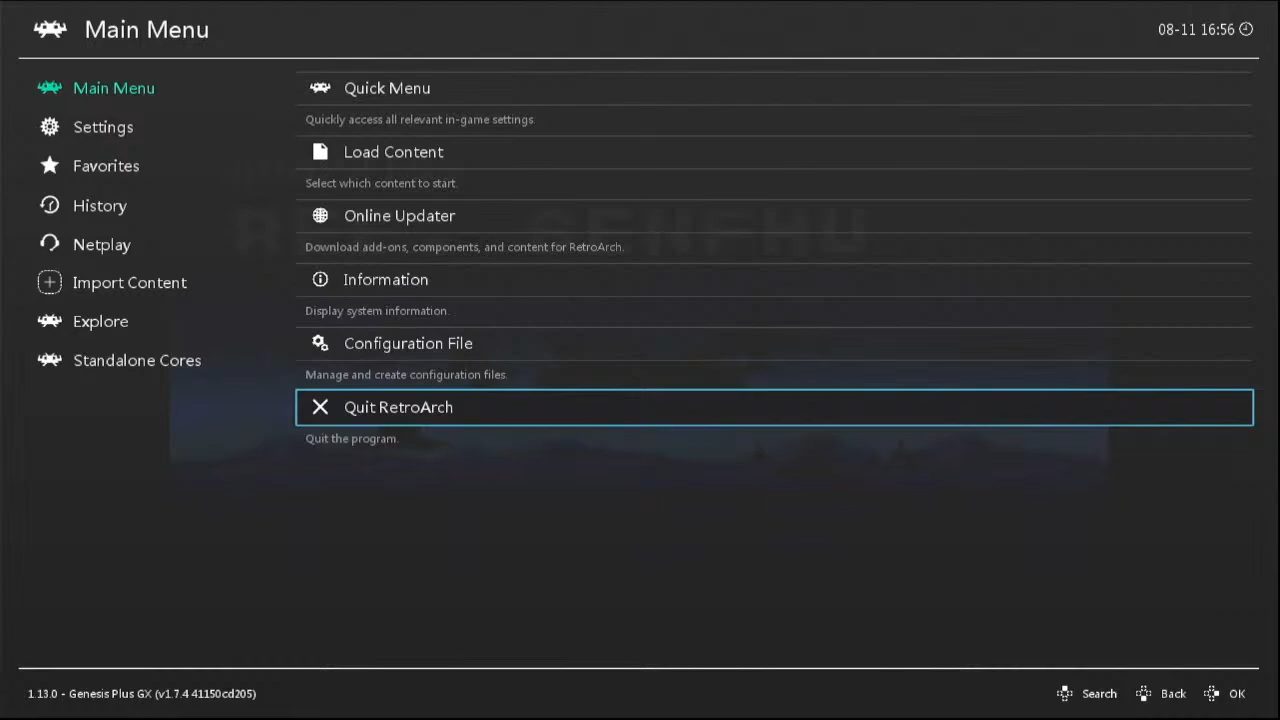 Main Menu
08-11 16:56
Main Menu
Settings
Favorites
History
Netplay
Import Content
Explore
Standalone Cores
Quick Menu
Quickly access all relevant in-game settings.
Load Content
Select which content to start.
Online Updater
Download add-ons, components, and content for RetroArch.
Information
Display system information.
Configuration File
Manage and create configuration files.
Quit RetroArch
Quit the program.
1.13.0 - Genesis Plus GX (v1.7.4 41150cd205)
Search Back OK